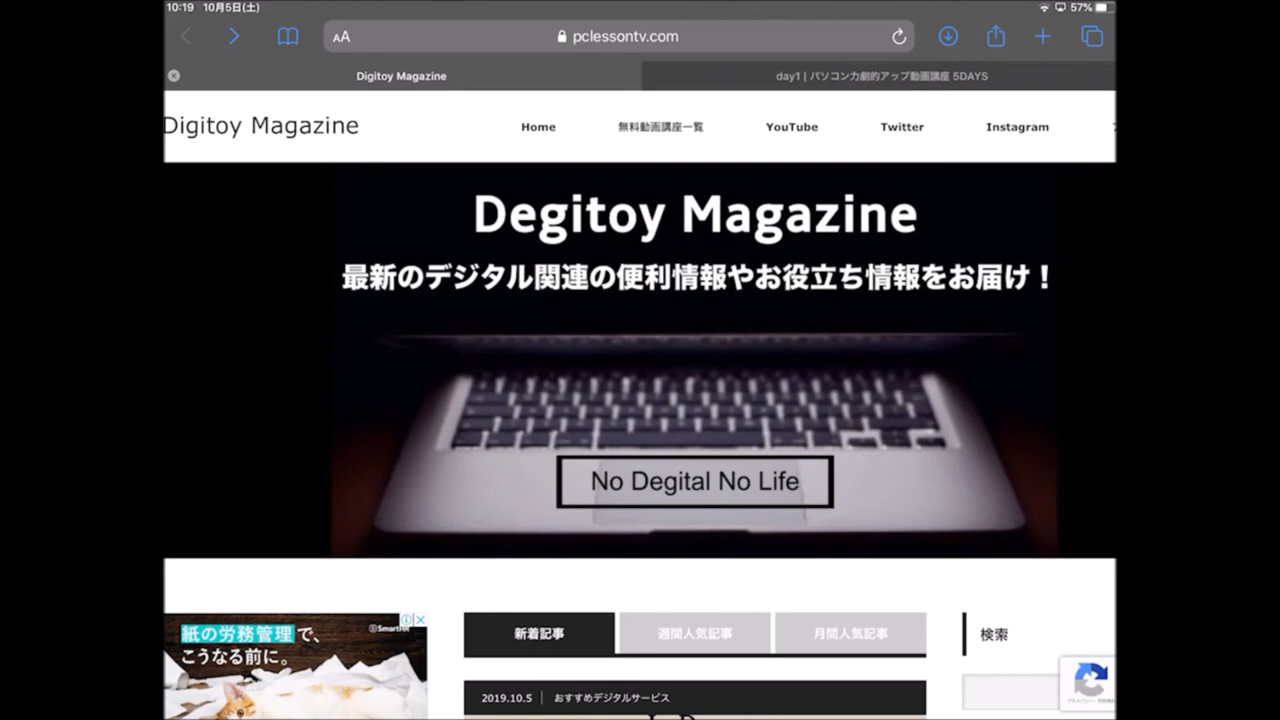 10:19 10月5日(土) 57%
AA pclessontv.com
Digitoy Magazine day1 | パソコン力劇的アップ動画講座 5DAYS
Digitoy Magazine Home 無料動画講座一覧 YouTube Twitter Instagram
Degitoy Magazine
最新のデジタル関連の便利情報やお役立ち情報をお届け！
No Degital No Life
紙の労務管理で、
こうなる前に。
SmartHR
新着記事 週間人気記事 月間人気記事
検索
2019.10.5 おすすめデジタルサービス